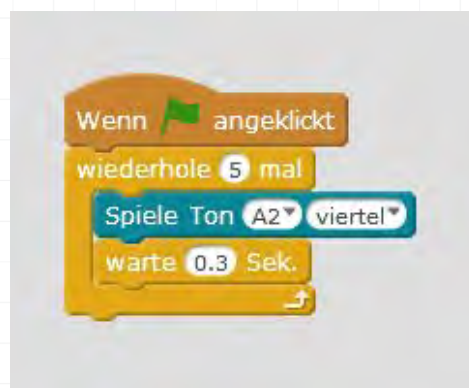 Wenn angeklickt
wiederhole 5 mal
Spiele Ton A2 viertel
warte 0.3 Sek.